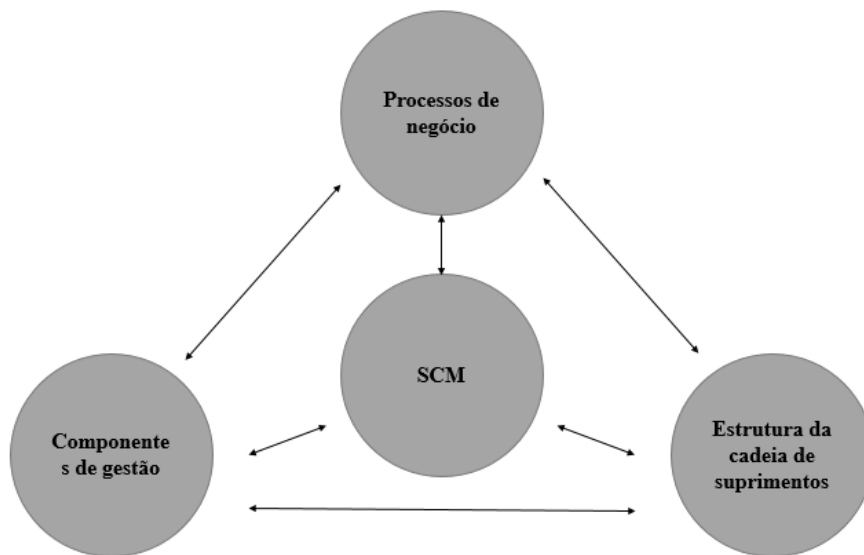 Processos de
negócio
SCM
Componente
s de gestão
Estrutura da
cadeia de
suprimentos